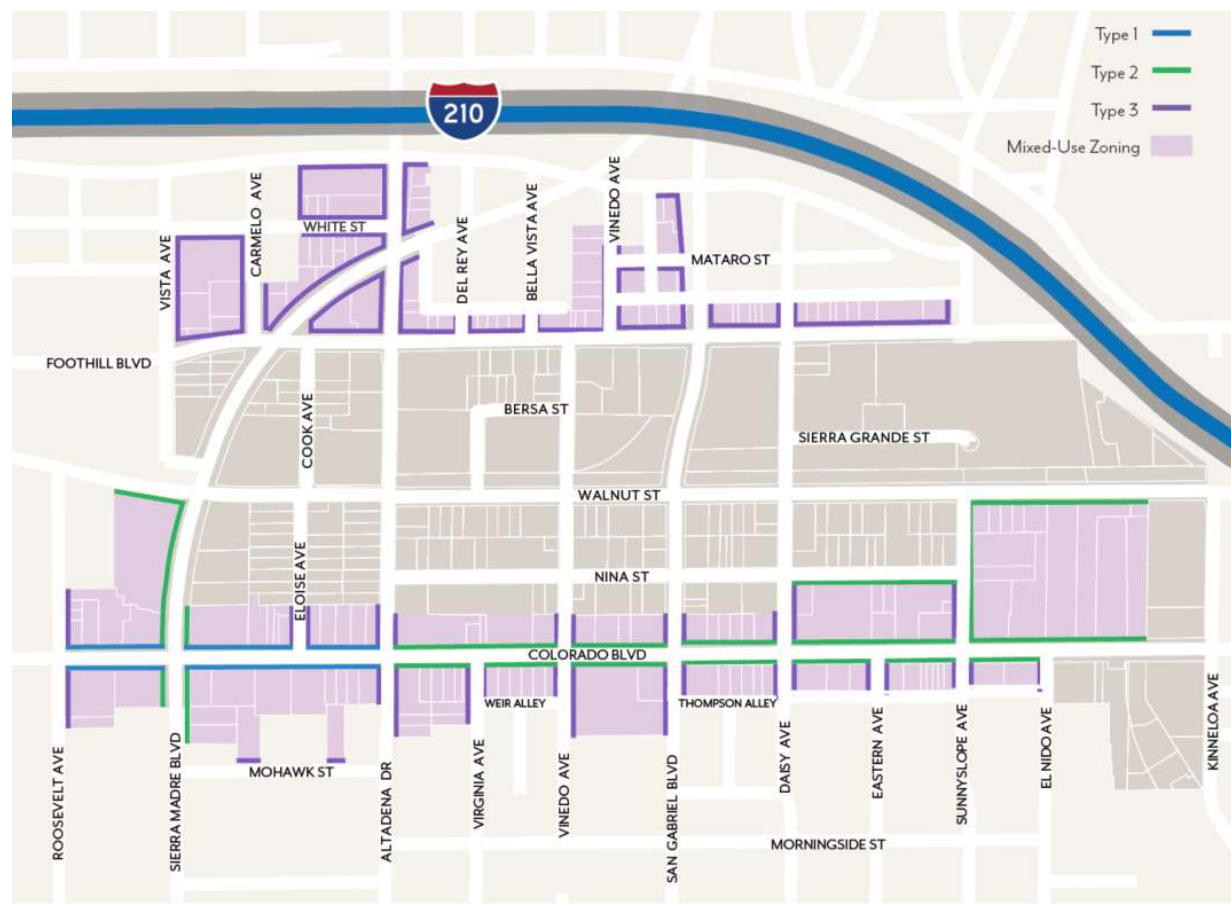 Type 1
Type 2
Type 3
Mixed-Use Zoning
210
VISTA AVE
CARMELO AVE
WHITE ST
DEL REY AVE
BELLA VISTA AVE
VINEDO AVE
MATARO ST
FOOTHILL BLVD
COOK AVE
BERSA ST
SIERRA GRANDE ST
WALNUT ST
ELOISE AVE
NINA ST
COLORADO BLVD
WEIR ALLEY
THOMPSON ALLEY
ROOSEVELT AVE
SIERRA MADRE BLVD
MOHAWK ST
ALTADENA DR
VIRGINIA AVE
VINEDO AVE
SAN GABRIEL BLVD
DAISY AVE
EASTERN AVE
SUNNYSLOPE AVE
EL NIDO AVE
KINNELOA AVE
MORNINGSIDE ST